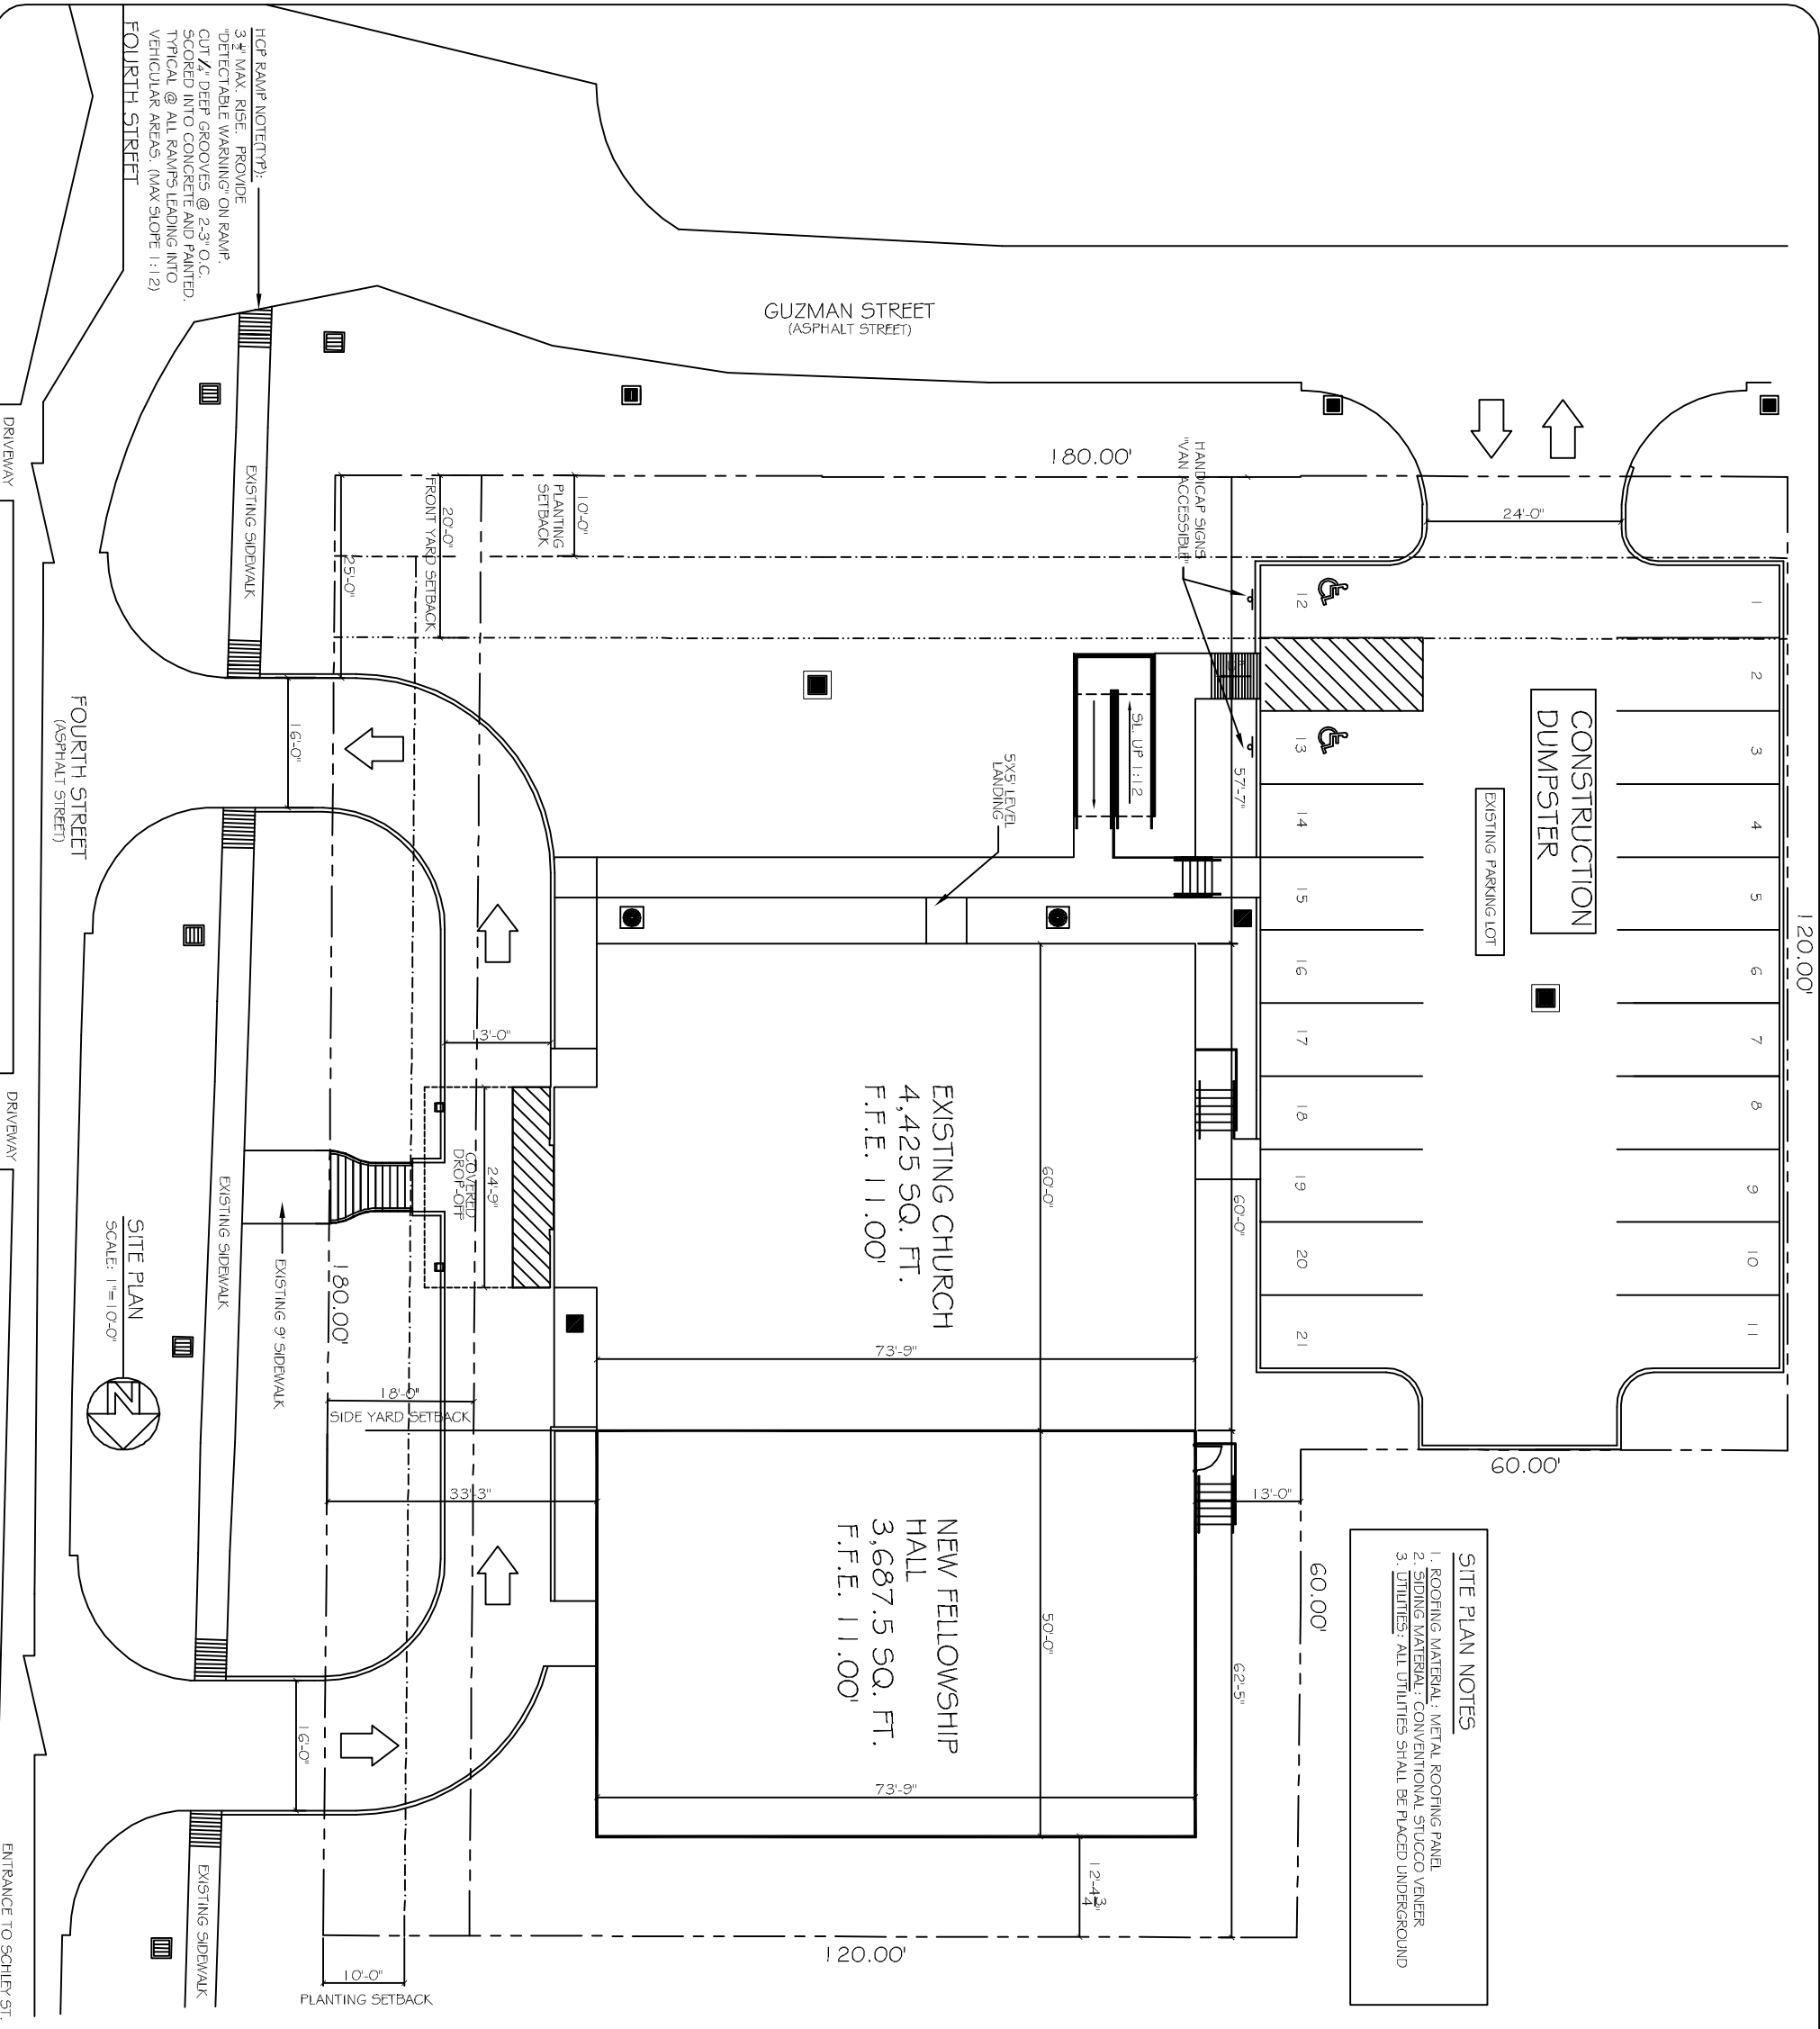 HCP RAMP NOTE(TYP):
3 1/2" MAX. RISE. PROVIDE
"DETECTABLE WARNING" ON RAMP.
CUT 1/4" DEEP GROOVES @ 2-3" O.C.
SCORED INTO CONCRETE AND PAINTED.
TYPICAL @ ALL RAMPS LEADING INTO
VEHICULAR AREAS. (MAX SLOPE 1:12)
FOURTH STREET
GUZMAN STREET
(ASPHALT STREET)
DRIVEWAY
EXISTING SIDEWALK
180.00'
HANDICAP SIGNS
"VAN ACCESSIBLE"
24'-0"
10'-0"
PLANTING
SETBACK
20'-0"
FRONT YARD SETBACK
25'-0"
120.00'
1
2
3
4
5
6
7
8
9
10
11
12
13
14
15
16
17
18
19
20
21
CONSTRUCTION
DUMPSTER
EXISTING PARKING LOT
57'-7"
SL. UP 1:12
5'X5' LEVEL
LANDING
16'-0"
FOURTH STREET
(ASPHALT STREET)
13'-0"
COVERED
DROP-OFF
24'-9"
EXISTING CHURCH
4,425 SQ. FT.
F.F.E. 11.00'
60'-0"
60'-0"
73'-9"
EXISTING SIDEWALK
EXISTING 9' SIDEWALK
180.00'
DRIVEWAY
SITE PLAN
SCALE: 1"=10'-0"
N
18'-0"
SIDE YARD SETBACK
33'-3"
13'-0"
60.00'
60.00'
NEW FELLOWSHIP
HALL
3,687.5 SQ. FT.
F.F.E. 11.00'
50'-0"
62'-5"
73'-9"
12'-4 3/4"
120.00'
16'-0"
10'-0"
PLANTING SETBACK
EXISTING SIDEWALK
ENTRANCE TO SCHLEY ST.
SITE PLAN NOTES
1. ROOFING MATERIAL: METAL ROOFING PANEL
2. SIDING MATERIAL: CONVENTIONAL STUCCO VENEER
3. UTILITIES: ALL UTILITIES SHALL BE PLACED UNDERGROUND